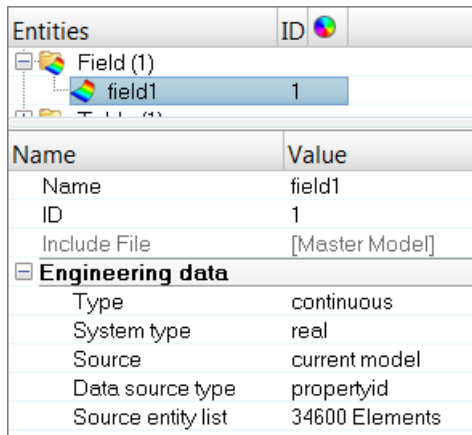 Entities ID
Field (1)
field1 1
Name Value
Name field1
ID 1
Include File [Master Model]
Engineering data
Type continuous
System type real
Source current model
Data source type propertyid
Source entity list 34600 Elements